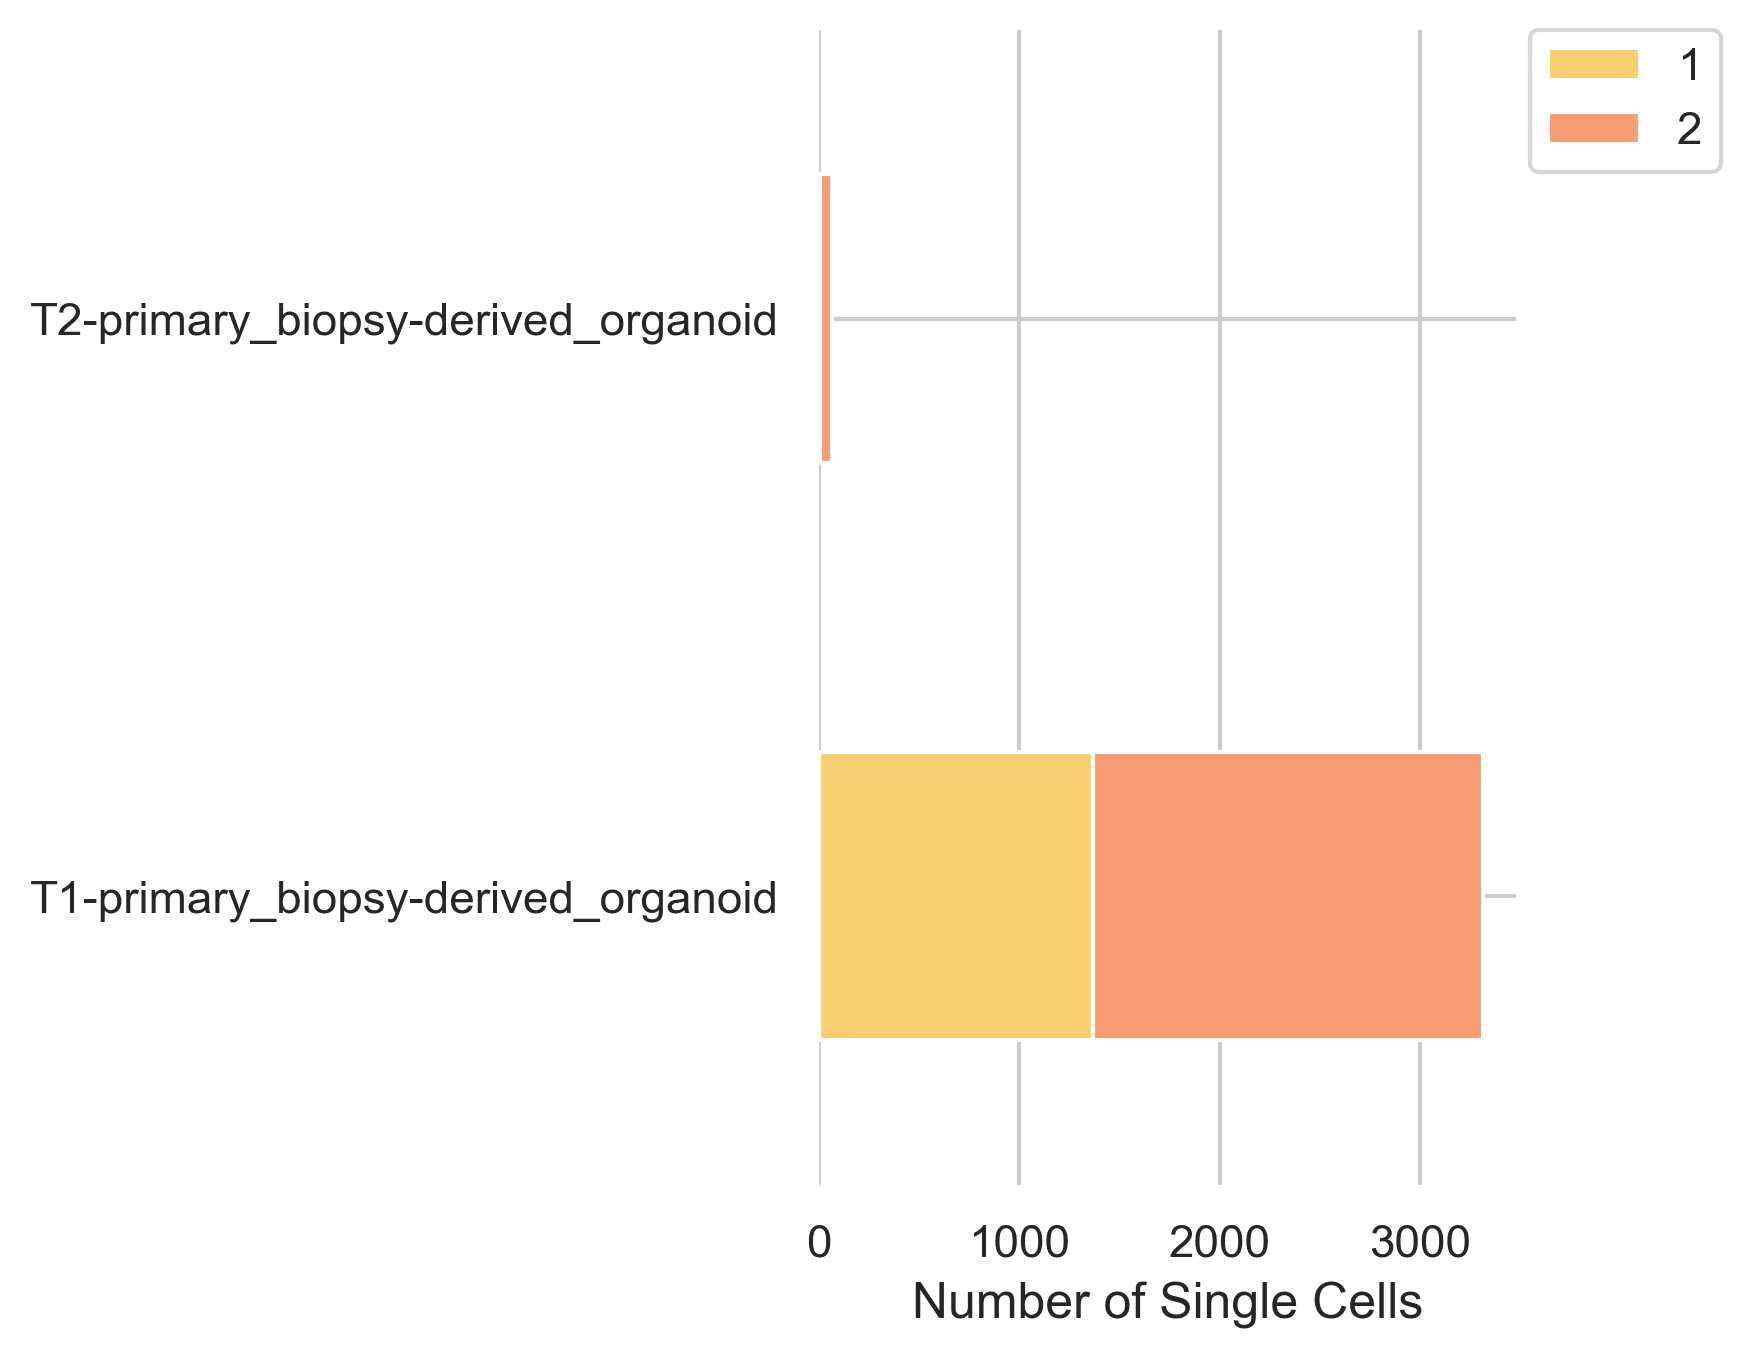 1
2
T2-primary_biopsy-derived_organoid
T1-primary_biopsy-derived_organoid
0 1000 2000 3000
Number of Single Cells